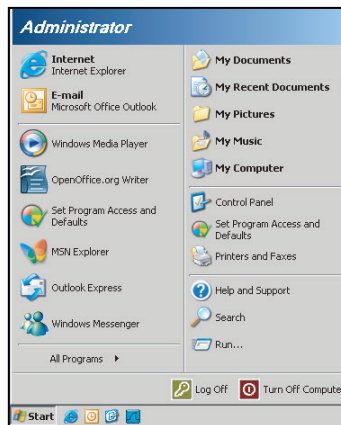 Administrator
Internet
Internet Explorer
E-mail
Microsoft Office Outlook
Windows Media Player
OpenOffice.org Writer
Set Program Access and
Defaults
MSN Explorer
Outlook Express
Windows Messenger
All Programs
My Documents
My Recent Documents
My Pictures
My Music
My Computer
Control Panel
Set Program Access and
Defaults
Printers and Faxes
Help and Support
Search
Run...
Log Off
Turn Off Compute
Start